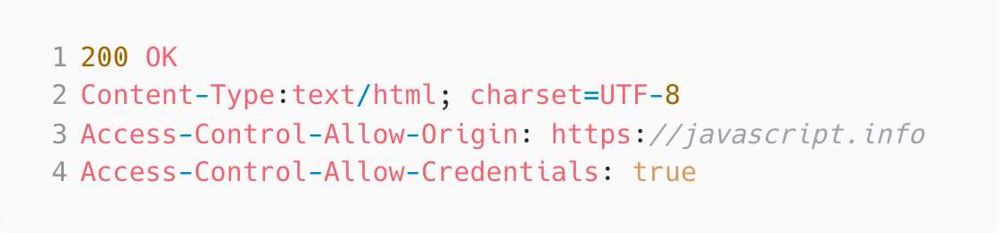 1 200 OK
2 Content-Type:text/html; charset=UTF-8
3 Access-Control-Allow-Origin: https://javascript.info
4 Access-Control-Allow-Credentials: true